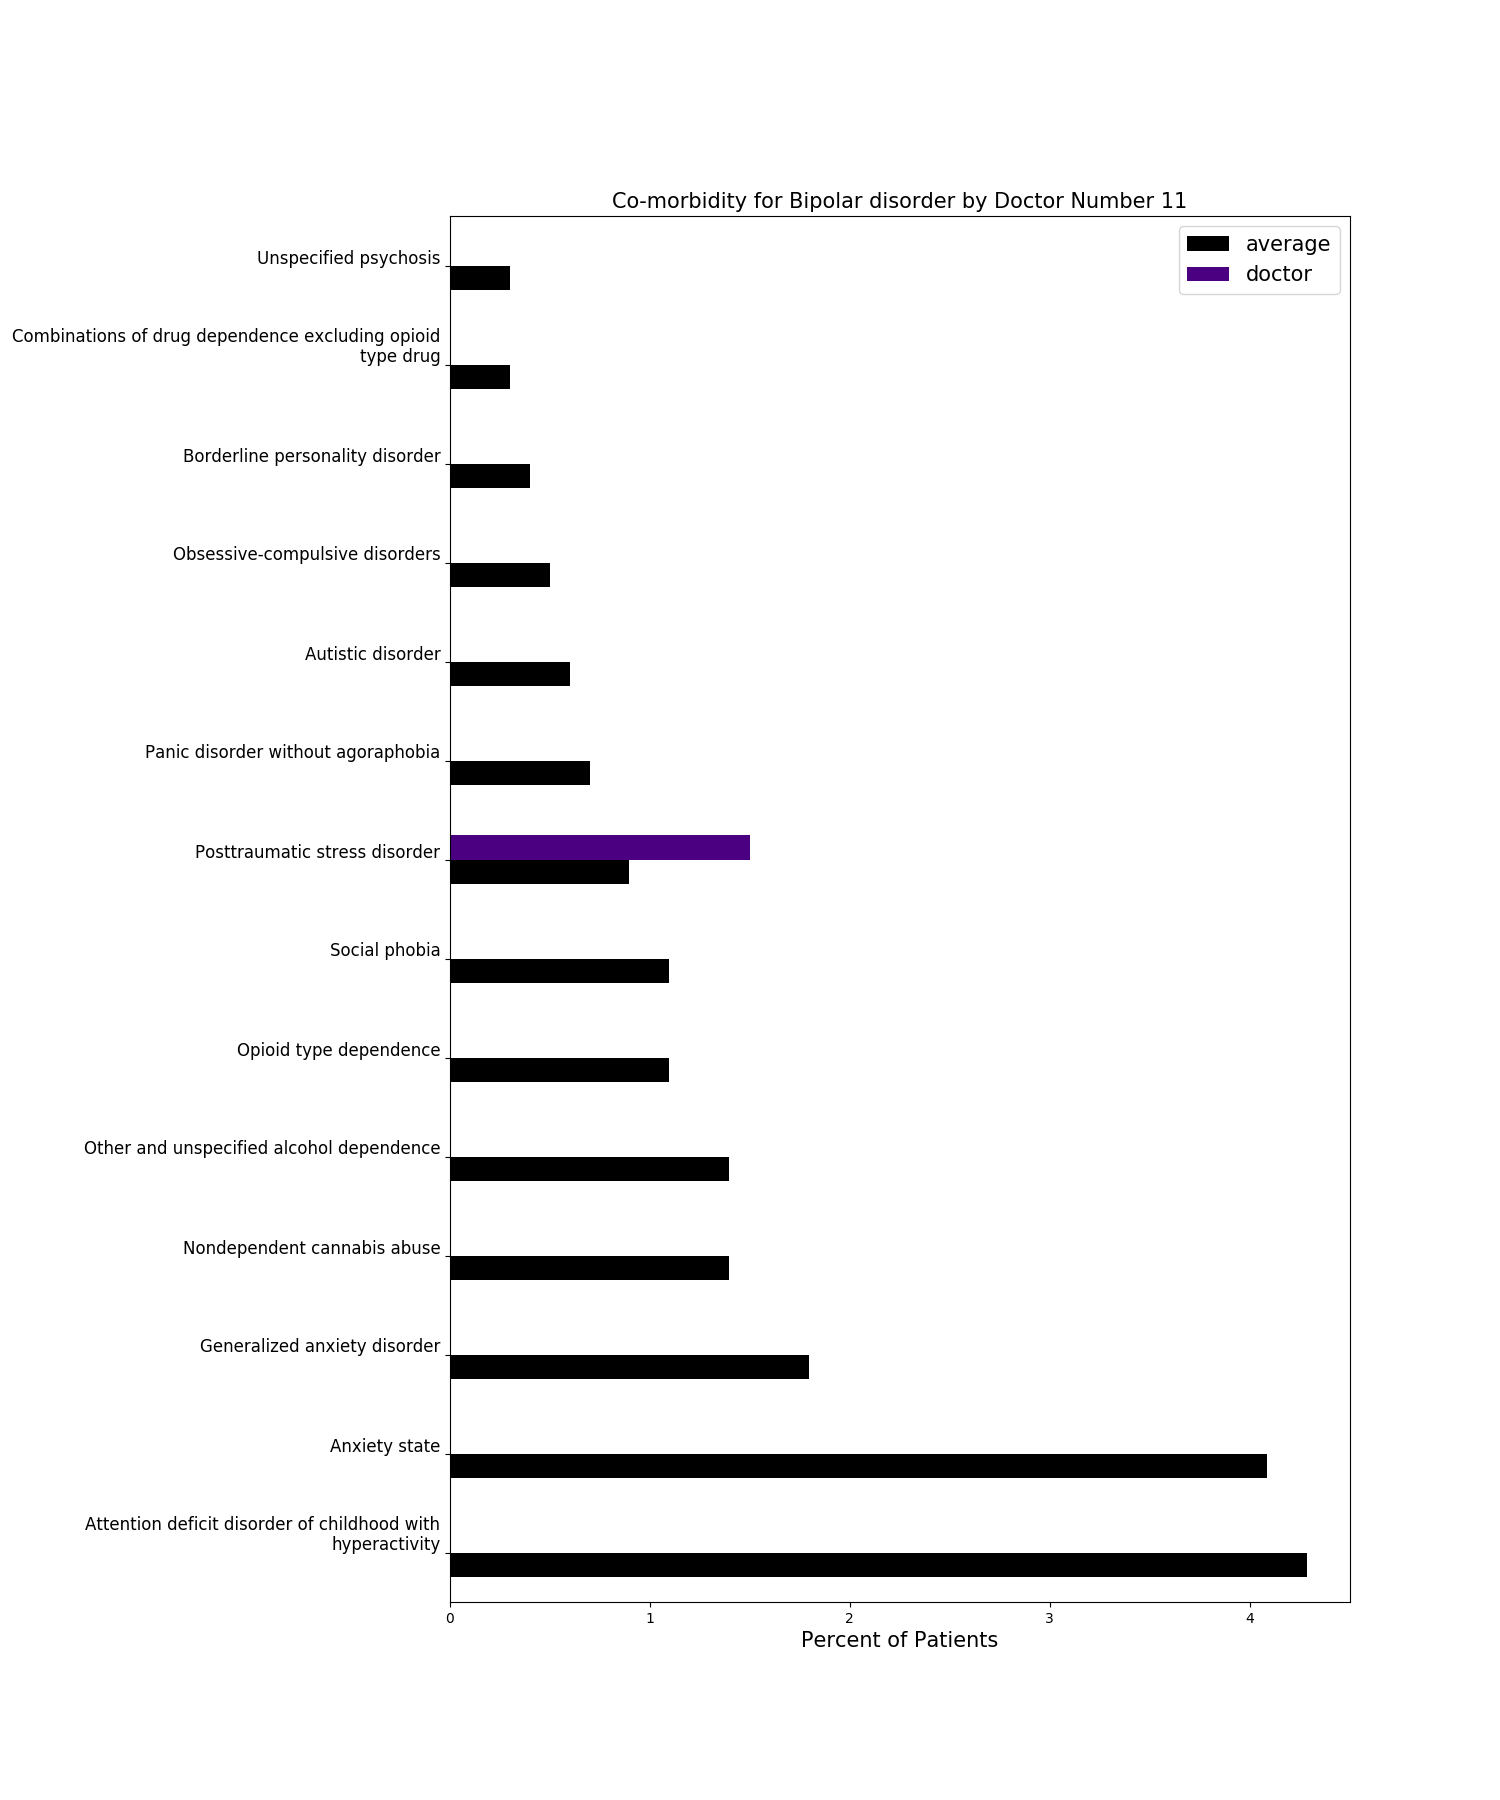 Co-morbidity for Bipolar disorder by Doctor Number 11
average
doctor
Unspecified psychosis
Combinations of drug dependence excluding opioid
type drug
Borderline personality disorder
Obsessive-compulsive disorders
Autistic disorder
Panic disorder without agoraphobia
Posttraumatic stress disorder
Social phobia
Opioid type dependence
Other and unspecified alcohol dependence
Nondependent cannabis abuse
Generalized anxiety disorder
Anxiety state
Attention deficit disorder of childhood with
hyperactivity
0 1 2 3 4
Percent of Patients